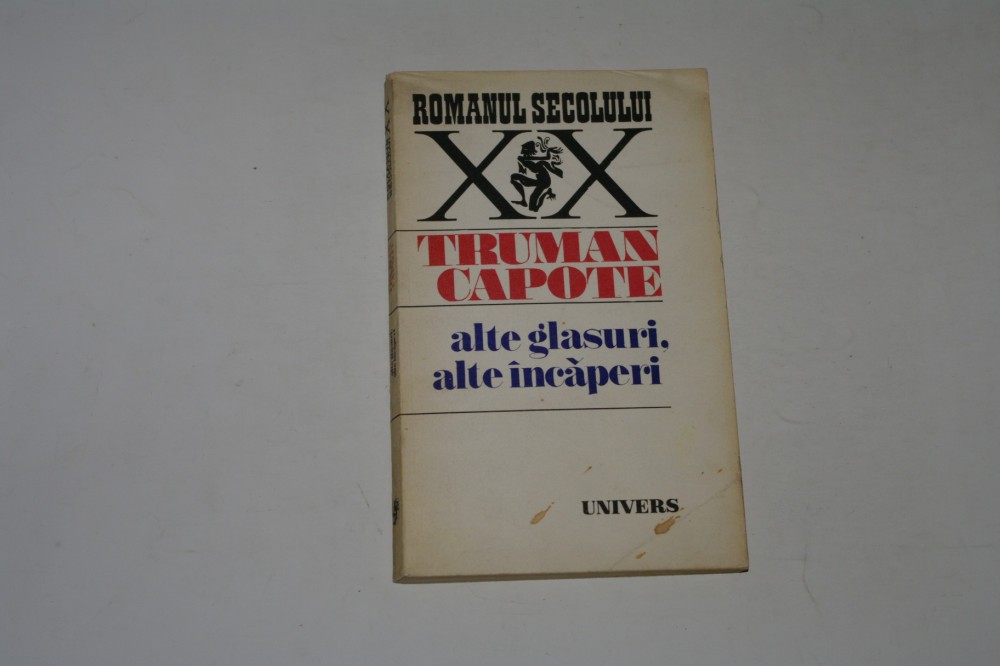 ROMANUL SECOLULUI
XX
TRUMAN
CAPOTE
alte glasuri,
alte încăperi
UNIVERS